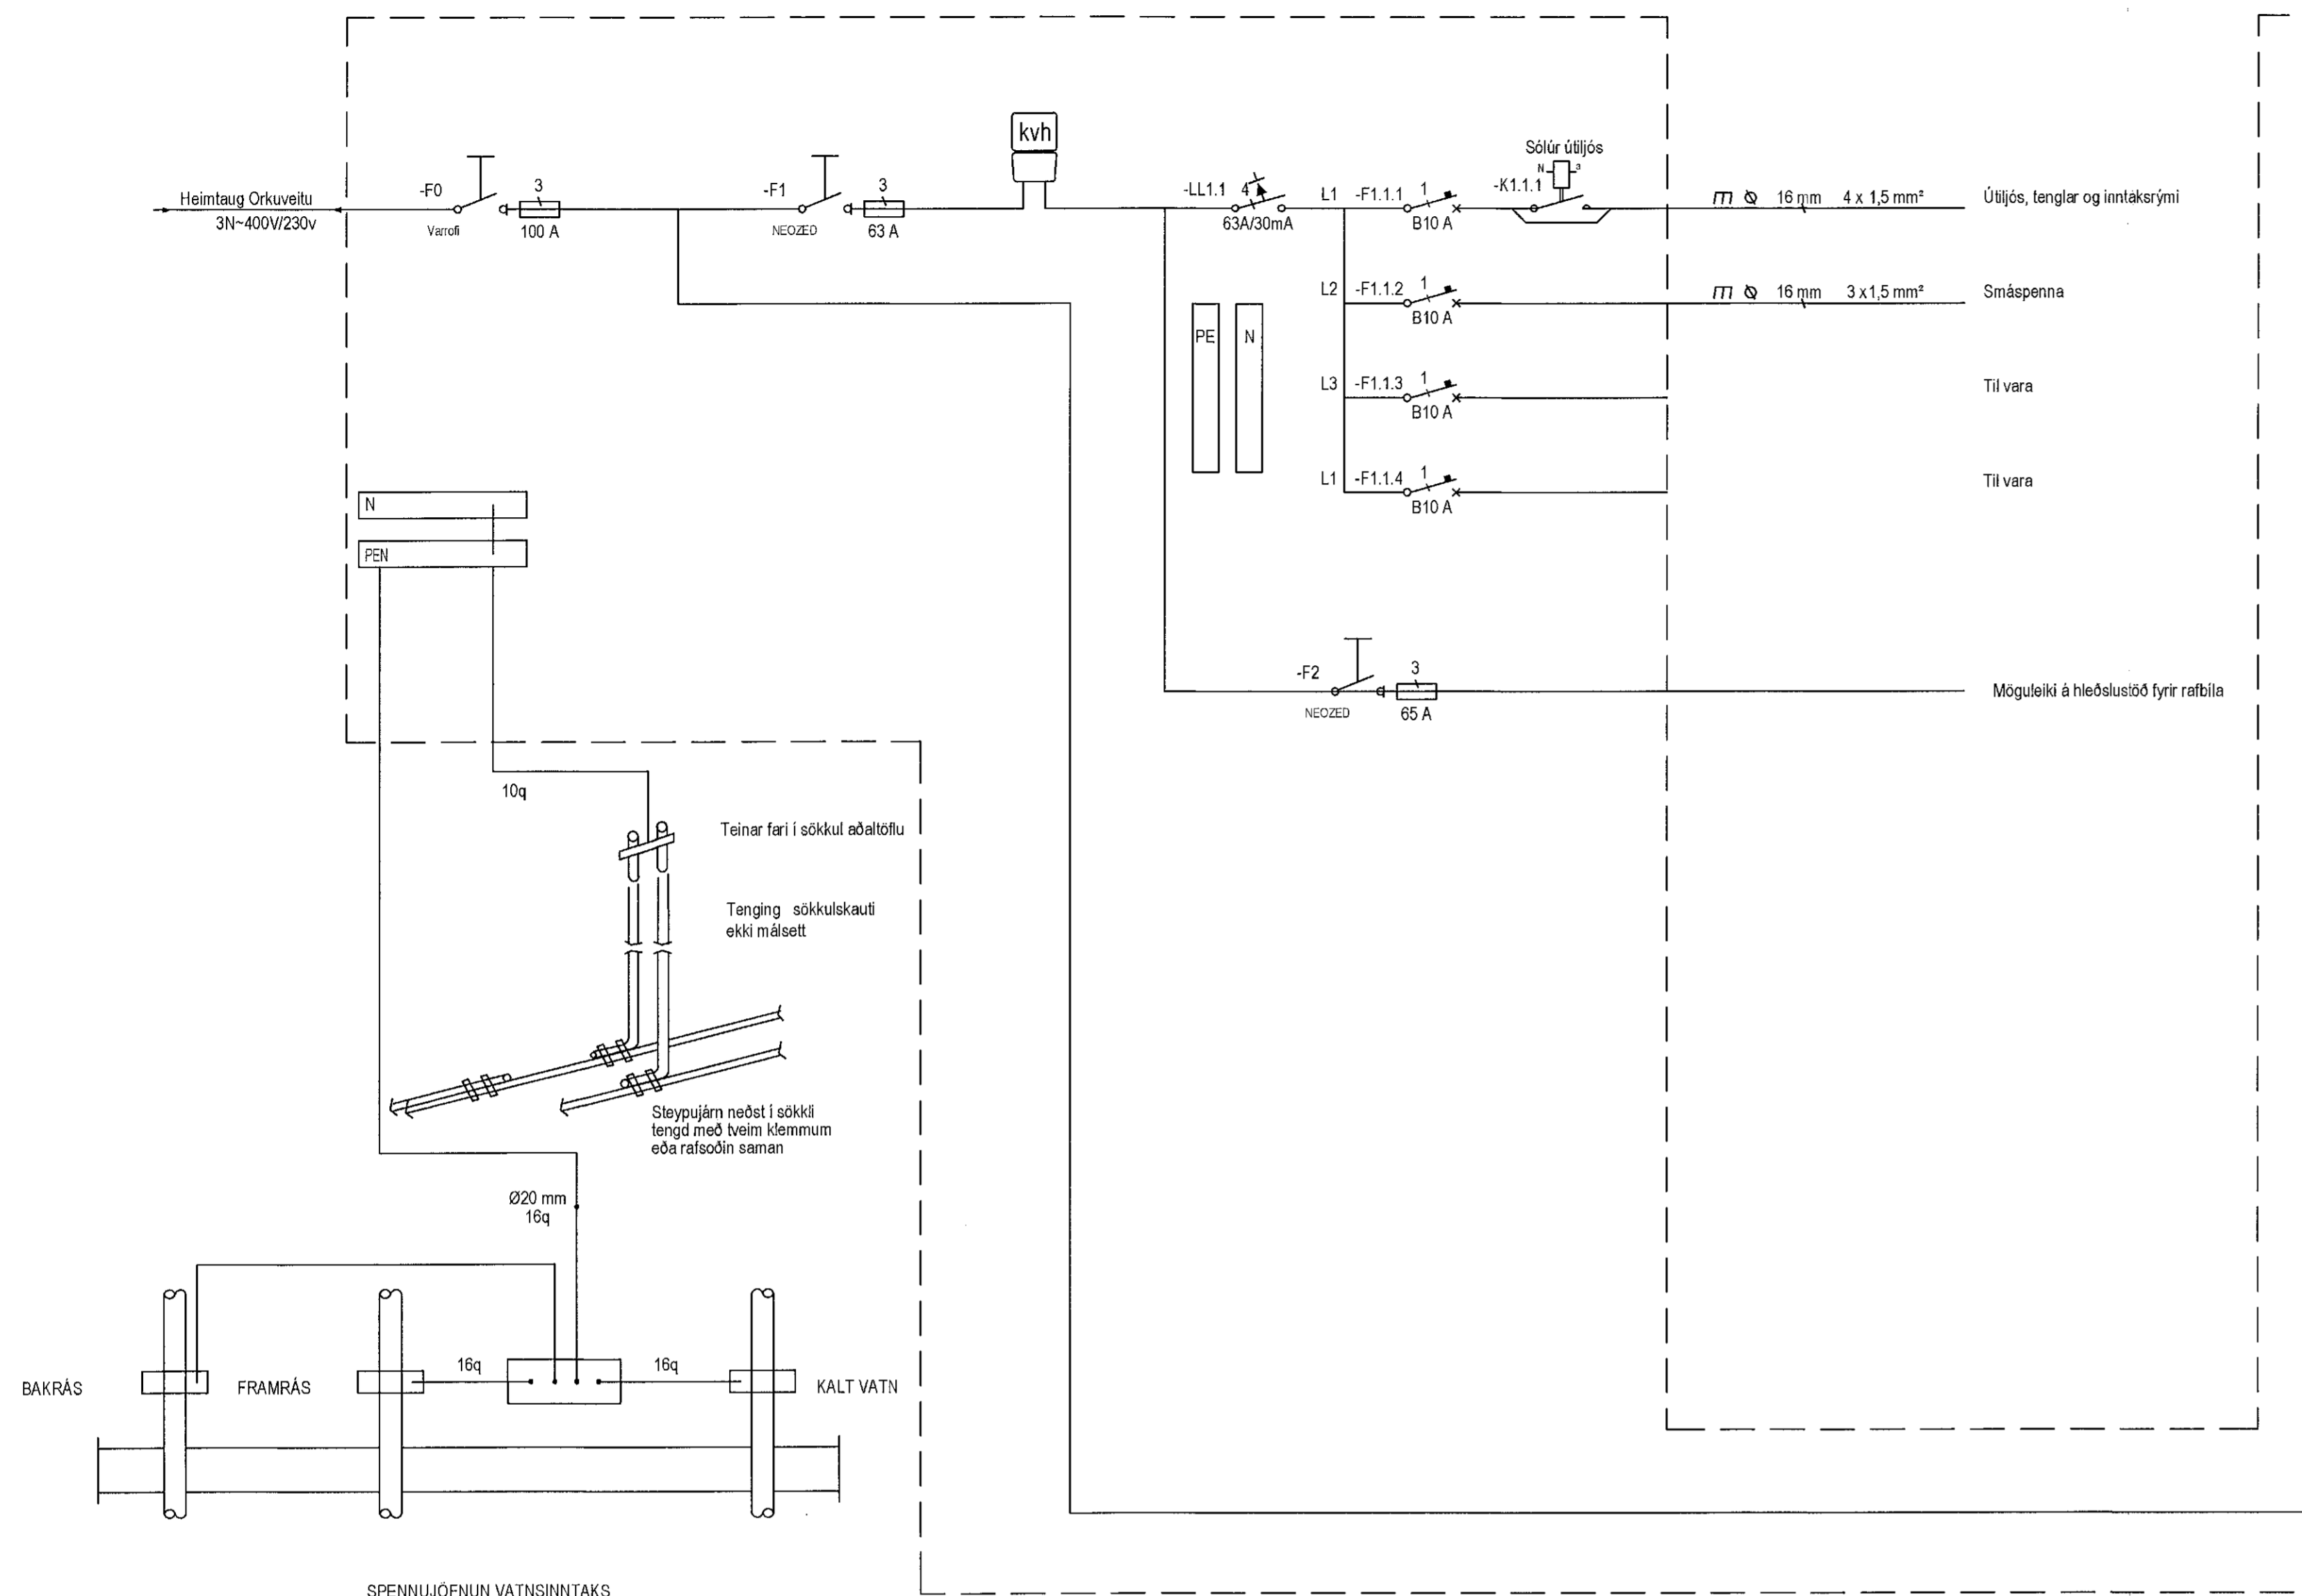 kvh
Sólúr útiljós
N
3
Heimtaug Orkuveitu
3N~400V/230v
-F0
3
Varrofi
100 A
-F1
3
NEOZED
63 A
-LL1.1
4
63A/30mA
L1
-F1.1.1
1
B10 A
-K1.1.1
16 mm
4 x 1,5 mm²
Útiljós, tenglar og inntaksrými
L2
-F1.1.2
1
B10 A
16 mm
3 x1,5 mm²
Smáspenna
PE
N
L3
-F1.1.3
1
B10 A
Til vara
L1
-F1.1.4
1
B10 A
Til vara
N
PEN
-F2
3
NEOZED
65 A
Möguleiki á hleðslustöð fyrir rafbíla
10q
Teinar fari í sökkul aðaltöflu
Tenging sökkulskauti
ekki málsett
Steypujárn neðst í sökkli
tengd með tveim klemmum
eða rafsoðin saman
Ø20 mm
16q
16q
16q
BAKRÁS
FRAMRÁS
KALT VATN
SPENNUJÖFNUN VATNSINNTAKS